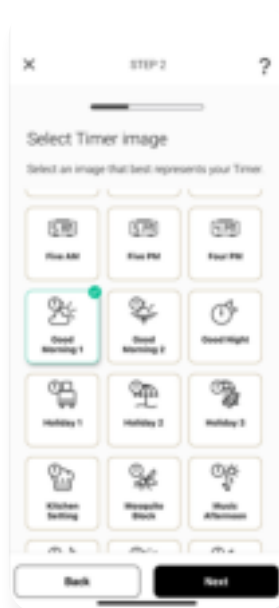 STEP 2
?
Select Timer image
Select an image that best represents your Timer
Five AM
Five PM
Four PM
Good
Morning 1
Good
Morning 2
Good Night
Holiday 1
Holiday 2
Holiday 3
Kitchen
Setting
Mosquito
Block
Music
Afternoon
Back
Next